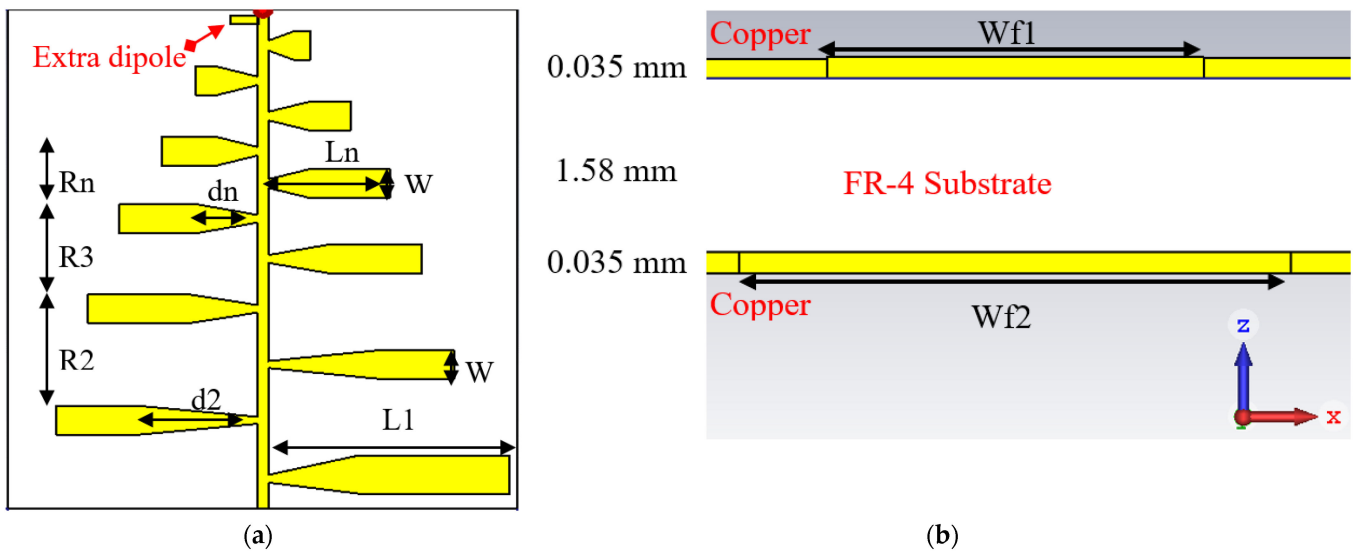 Extra dipole
Ln
W
Rn
dn
R3
R2
W
d2
L1
(a)
Copper
Wf1
0.035 mm
1.58 mm
FR-4 Substrate
0.035 mm
Copper
Wf2
z
x
(b)